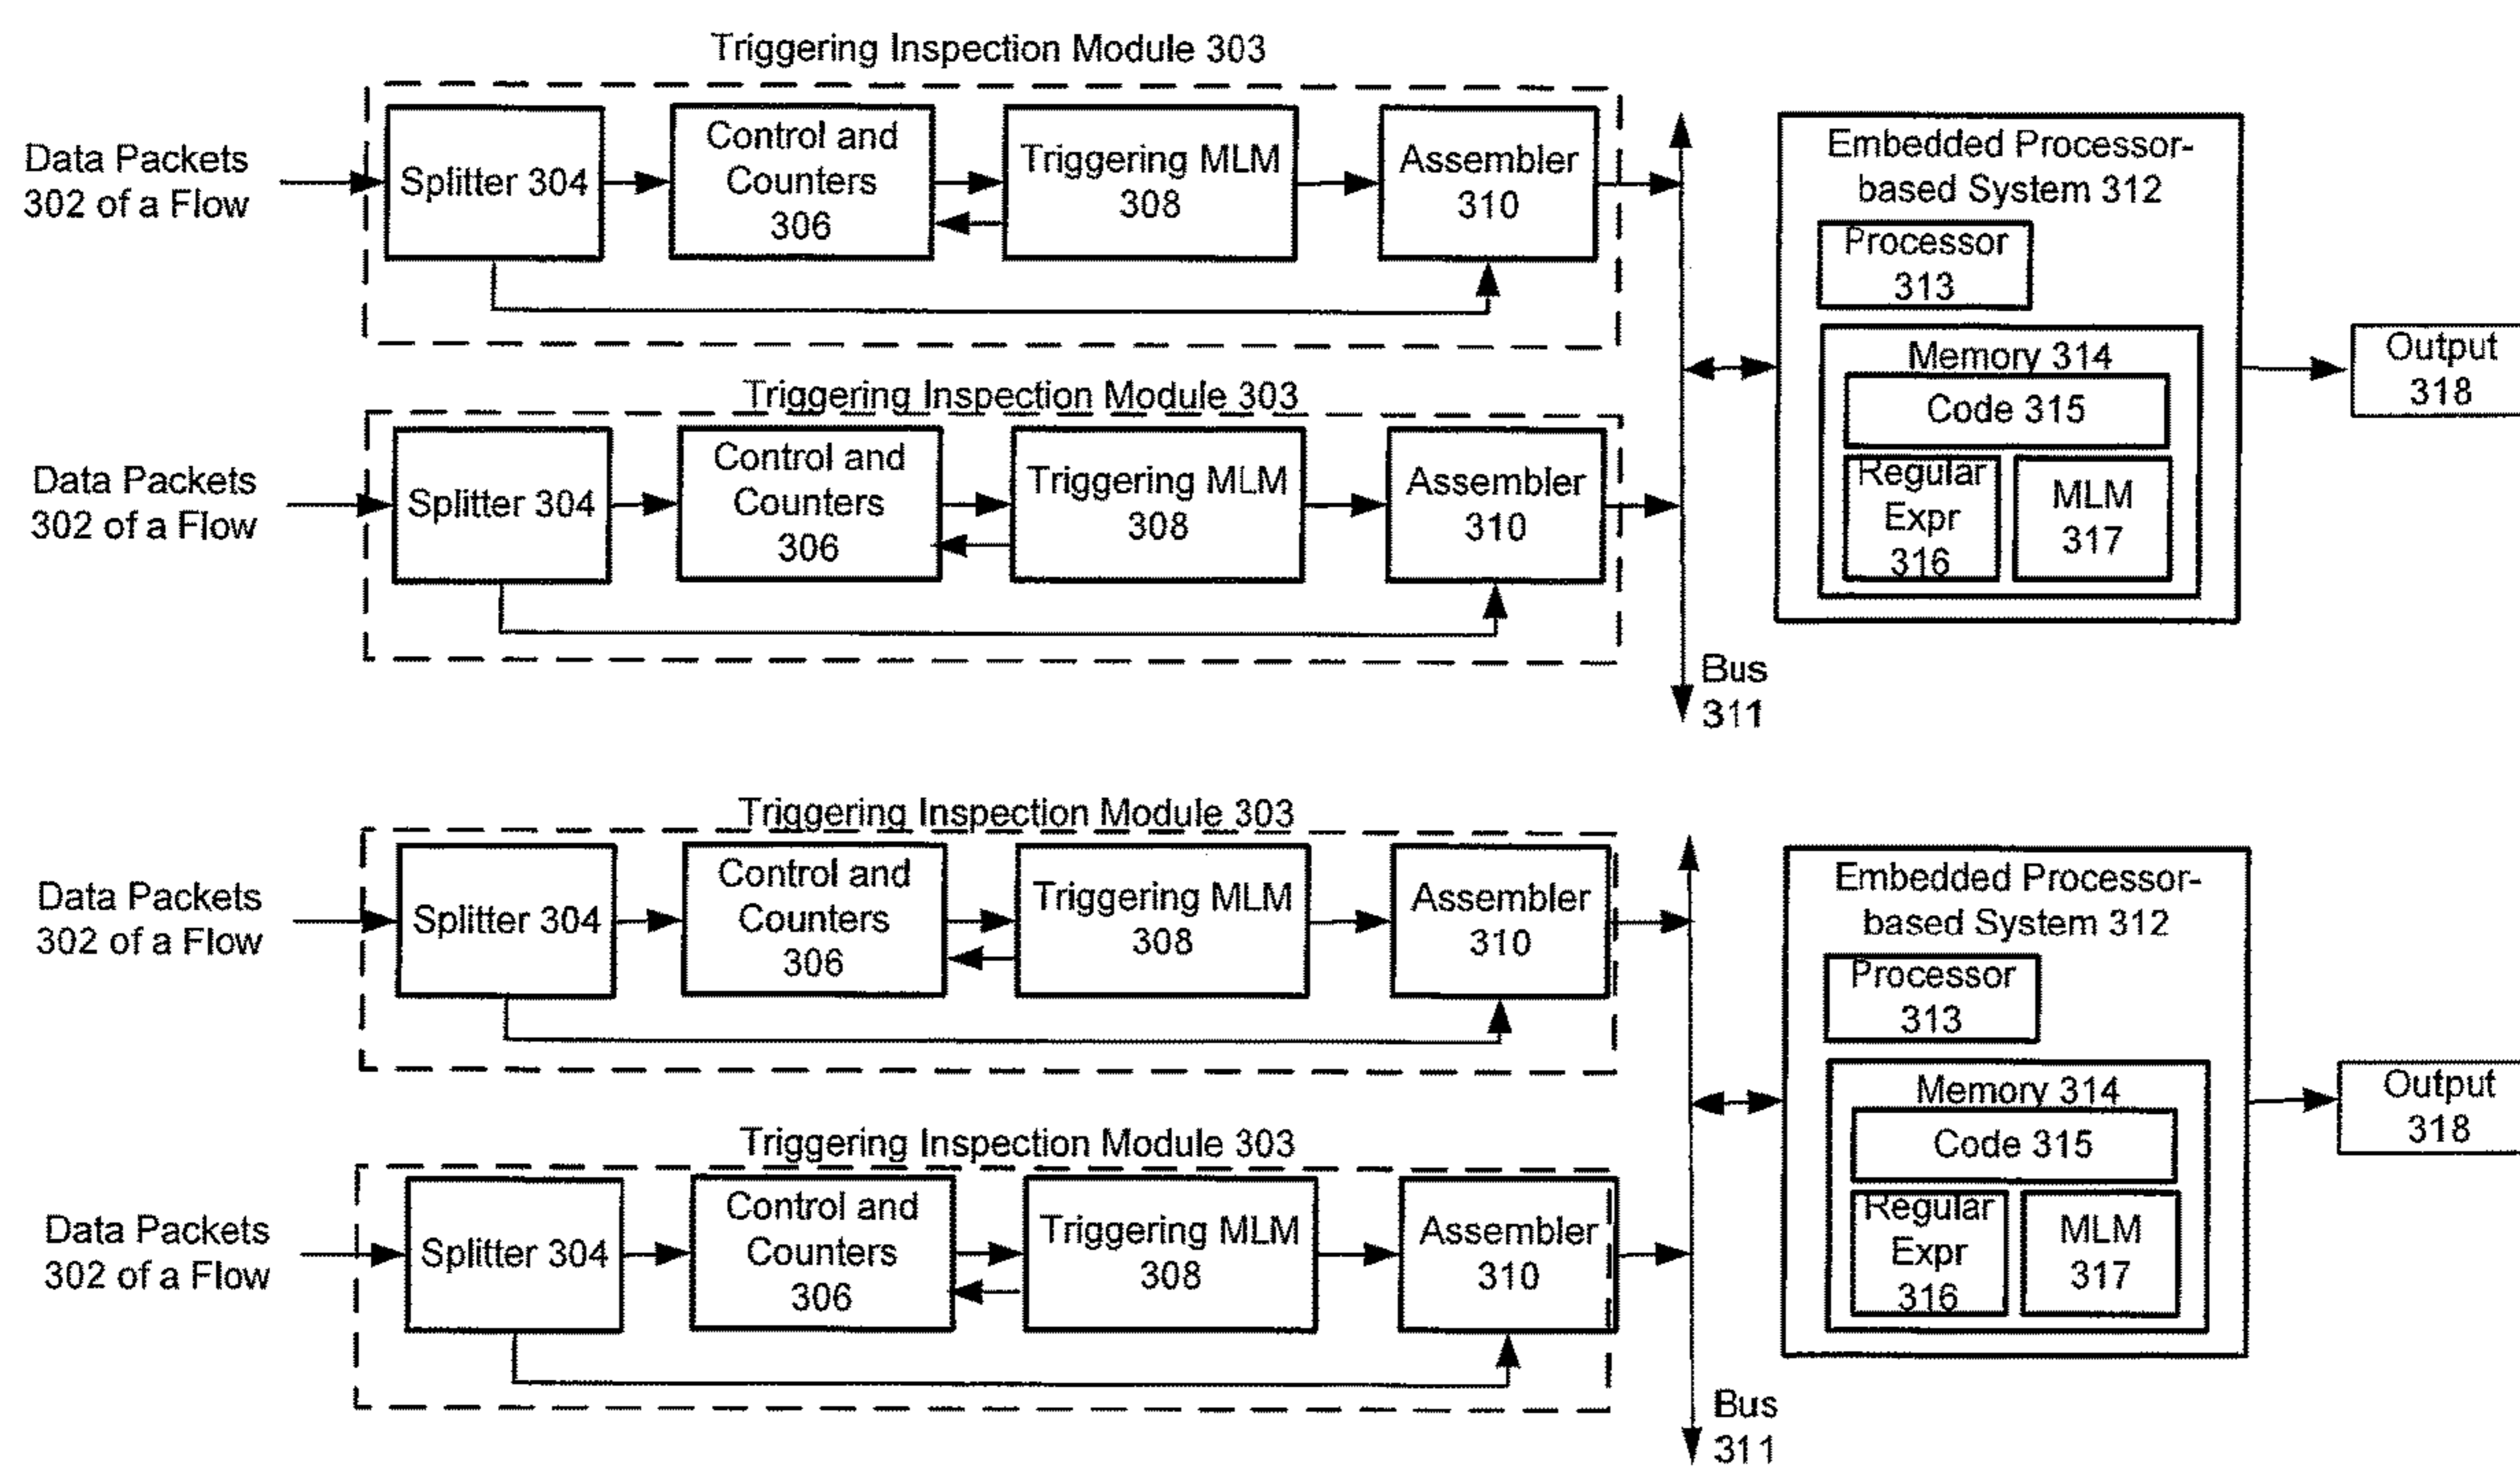 Triggering Inspection Module 303
Data Packets
302 of a Flow
Splitter 304
Control and
Counters
306
Triggering MLM
308
Assembler
310
Triggering Inspection Module 303
Data Packets
302 of a Flow
Splitter 304
Control and
Counters
306
Triggering MLM
308
Assembler
310
Bus
311
Embedded Processor-
based System 312
Processor
313
Memory 314
Code 315
Regular
Expr
316
MLM
317
Output
318
Triggering Inspection Module 303
Data Packets
302 of a Flow
Splitter 304
Control and
Counters
306
Triggering MLM
308
Assembler
310
Triggering Inspection Module 303
Data Packets
302 of a Flow
Splitter 304
Control and
Counters
306
Triggering MLM
308
Assembler
310
Bus
311
Embedded Processor-
based System 312
Processor
313
Memory 314
Code 315
Regular
Expr
316
MLM
317
Output
318